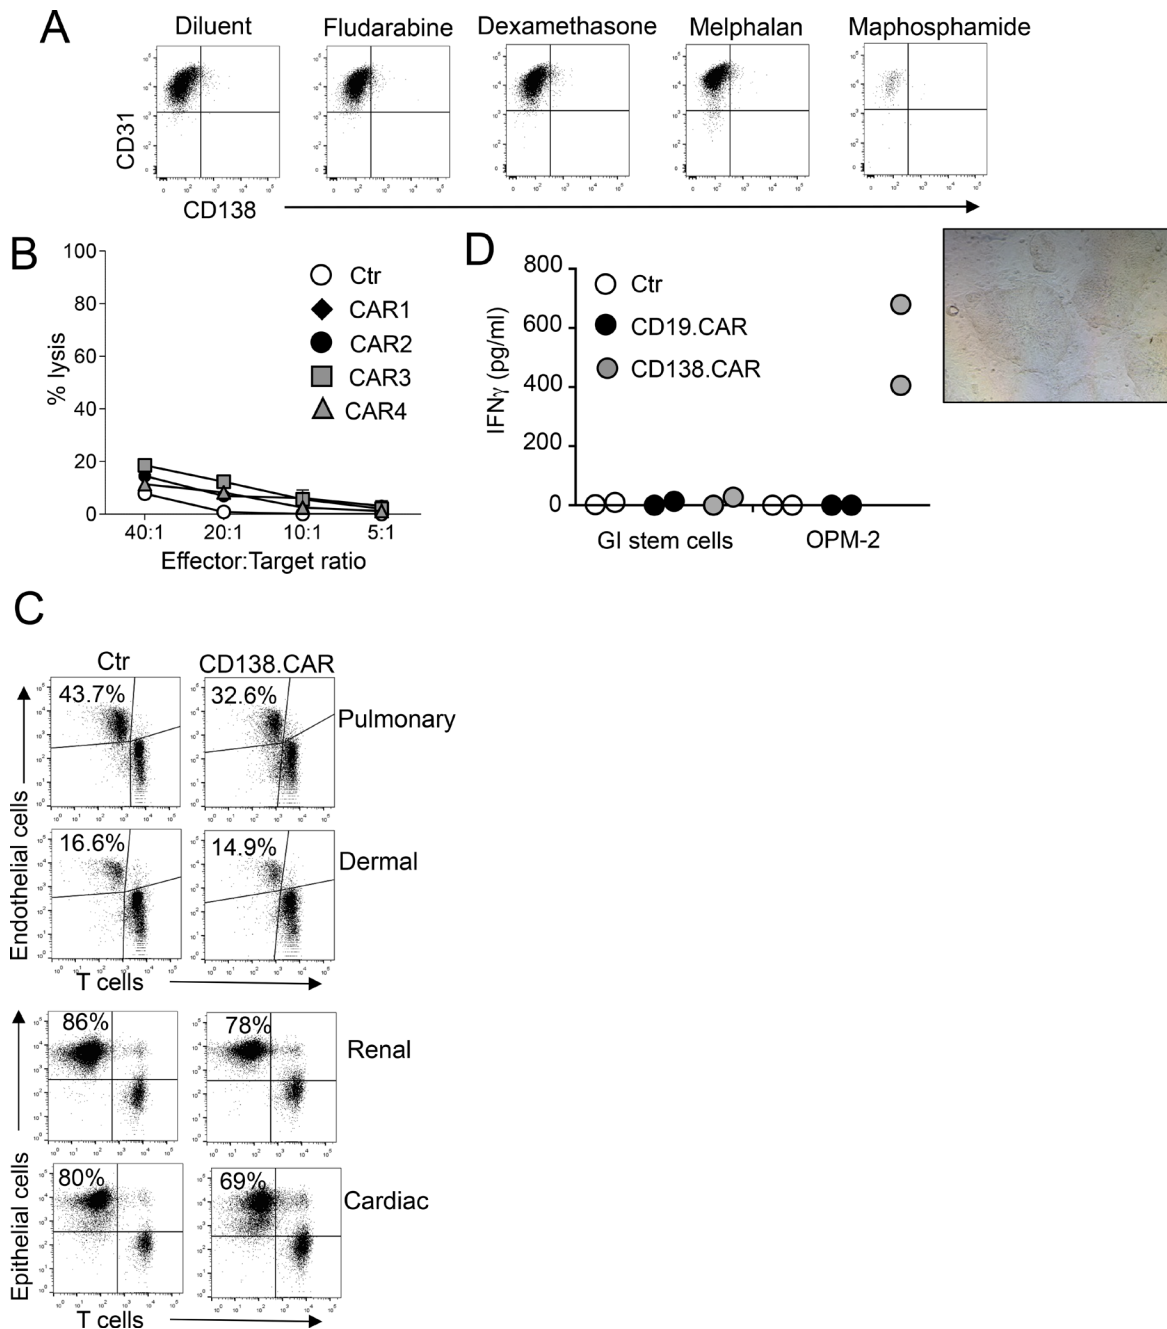 A
Diluent
Fludarabine
Dexamethasone
Melphalan
Maphosphamide
CD31
CD138
B
100
80
60
40
20
0
% lysis
40:1
20:1
10:1
5:1
Effector:Target ratio
Ctr
CAR1
CAR2
CAR3
CAR4
D
800
600
400
200
0
IFNγ (pg/ml)
Ctr
CD19.CAR
CD138.CAR
GI stem cells
OPM-2
C
Ctr
CD138.CAR
43.7%
32.6%
Pulmonary
16.6%
14.9%
Dermal
Endothelial cells
T cells
86%
78%
Renal
80%
69%
Cardiac
Epithelial cells
T cells